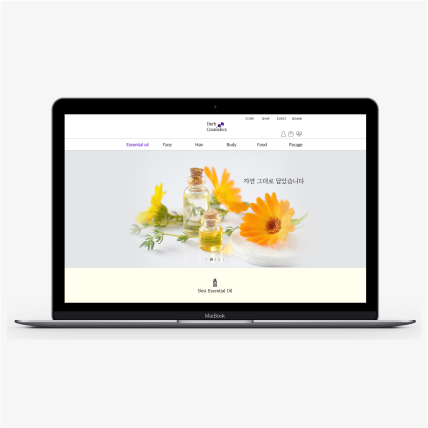 STORY SHOP EVENT BOARD
Herb
Cosmetics
Essential oil Face Hair Body Food Pacage
자연 그대로 담았습니다
Best Essential Oil
MacBook